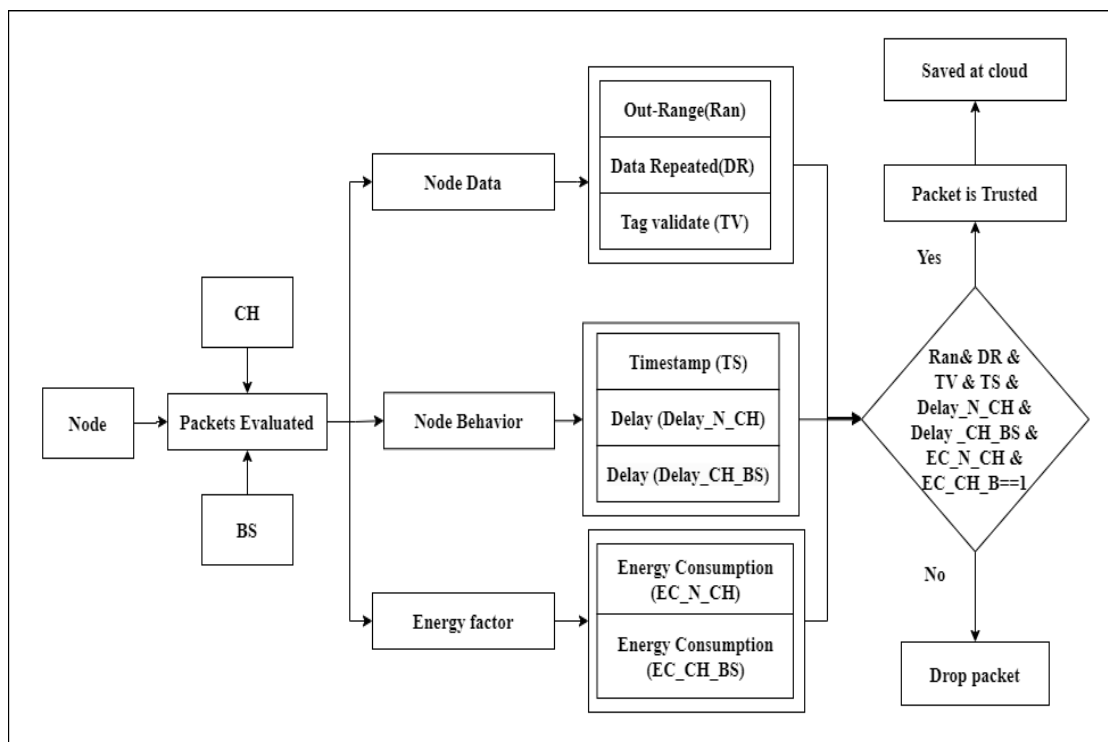 Saved at cloud
Out-Range(Ran)
Data Repeated(DR)
Node Data
Packet is Trusted
Tag validate (TV)
Yes
CH
Ran& DR &
TV & TS &
Delay_N_CH &
Delay _CH_BS &
EC_N_CH &
EC_CH_B==1
Timestamp (TS)
Node
Packets Evaluated
Node Behavior
Delay (Delay_N_CH)
Delay (Delay_CH_BS)
BS
No
Energy Consumption
(EC_N_CH)
Energy factor
Energy Consumption
(EC_CH_BS)
Drop packet